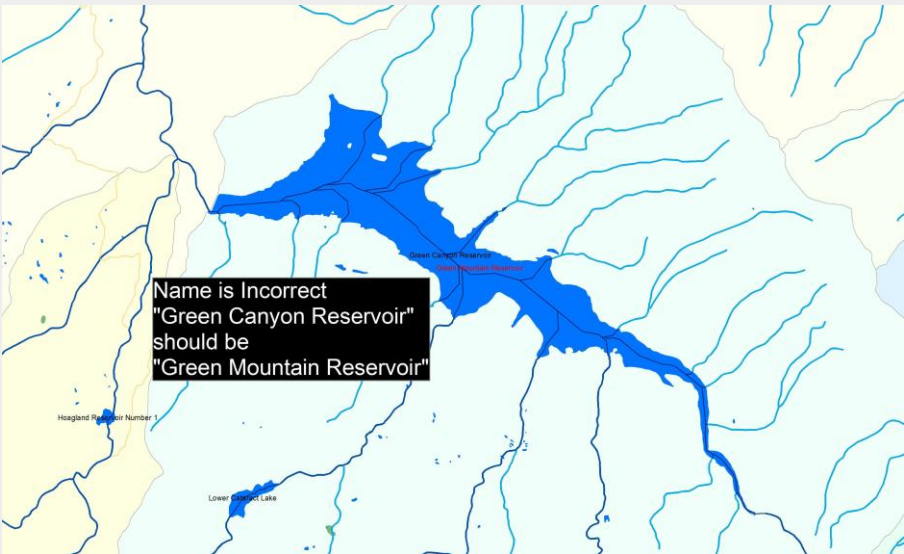 Green Canyon Reservoir
Green Mountain Reservoir
Name is Incorrect
"Green Canyon Reservoir"
should be
"Green Mountain Reservoir"
Hoagland Reservoir Number 1
Lower Cataract Lake